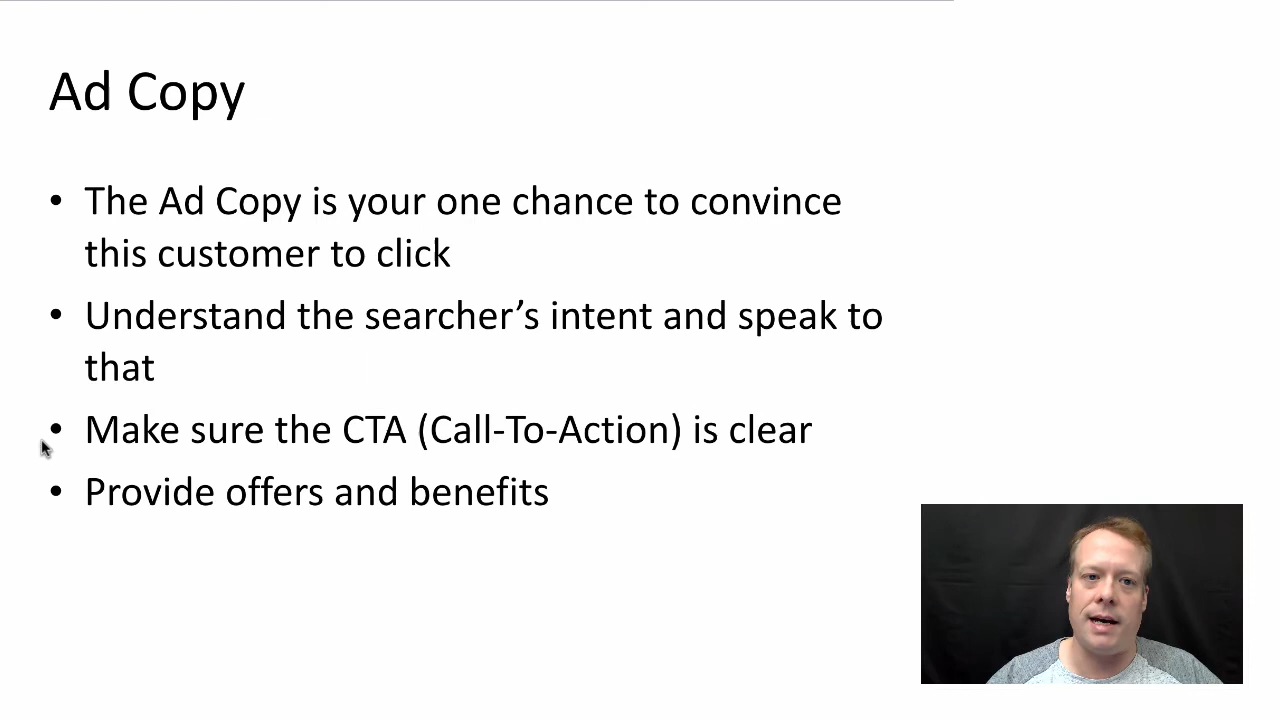 Ad Copy
• The Ad Copy is your one chance to convince
this customer to click
• Understand the searcher’s intent and speak to
that
• Make sure the CTA (Call-To-Action) is clear
• Provide offers and benefits